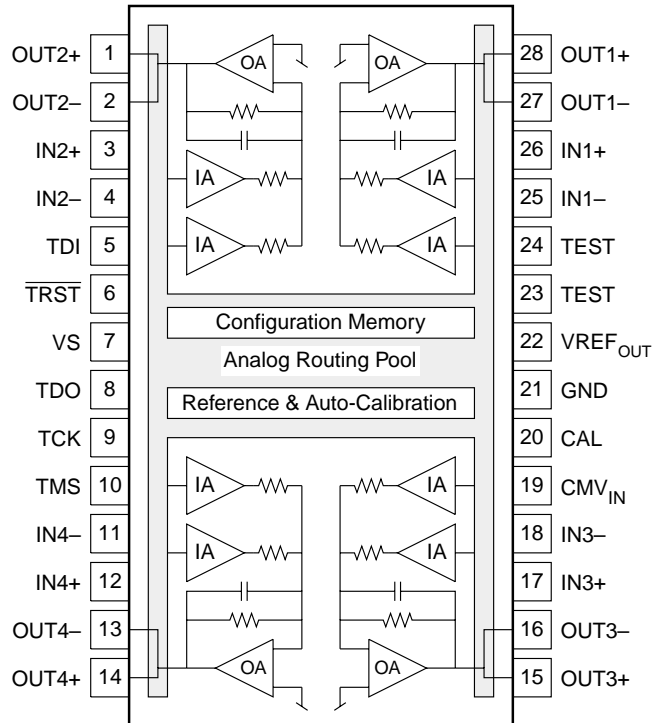 OUT2+ 1 OA OA 28 OUT1+
OUT2– 2 27 OUT1–
IN2+ 3 26 IN1+
IN2– 4 IA IA 25 IN1–
TDI 5 IA IA 24 TEST
TRST 6 23 TEST
Configuration Memory
VS 7 22 VREFOUT
Analog Routing Pool
TDO 8 21 GND
Reference & Auto-Calibration
TCK 9 20 CAL
TMS 10 IA IA 19 CMVIN
IN4– 11 IA IA 18 IN3–
IN4+ 12 17 IN3+
OUT4– 13 16 OUT3–
OUT4+ 14 OA OA 15 OUT3+